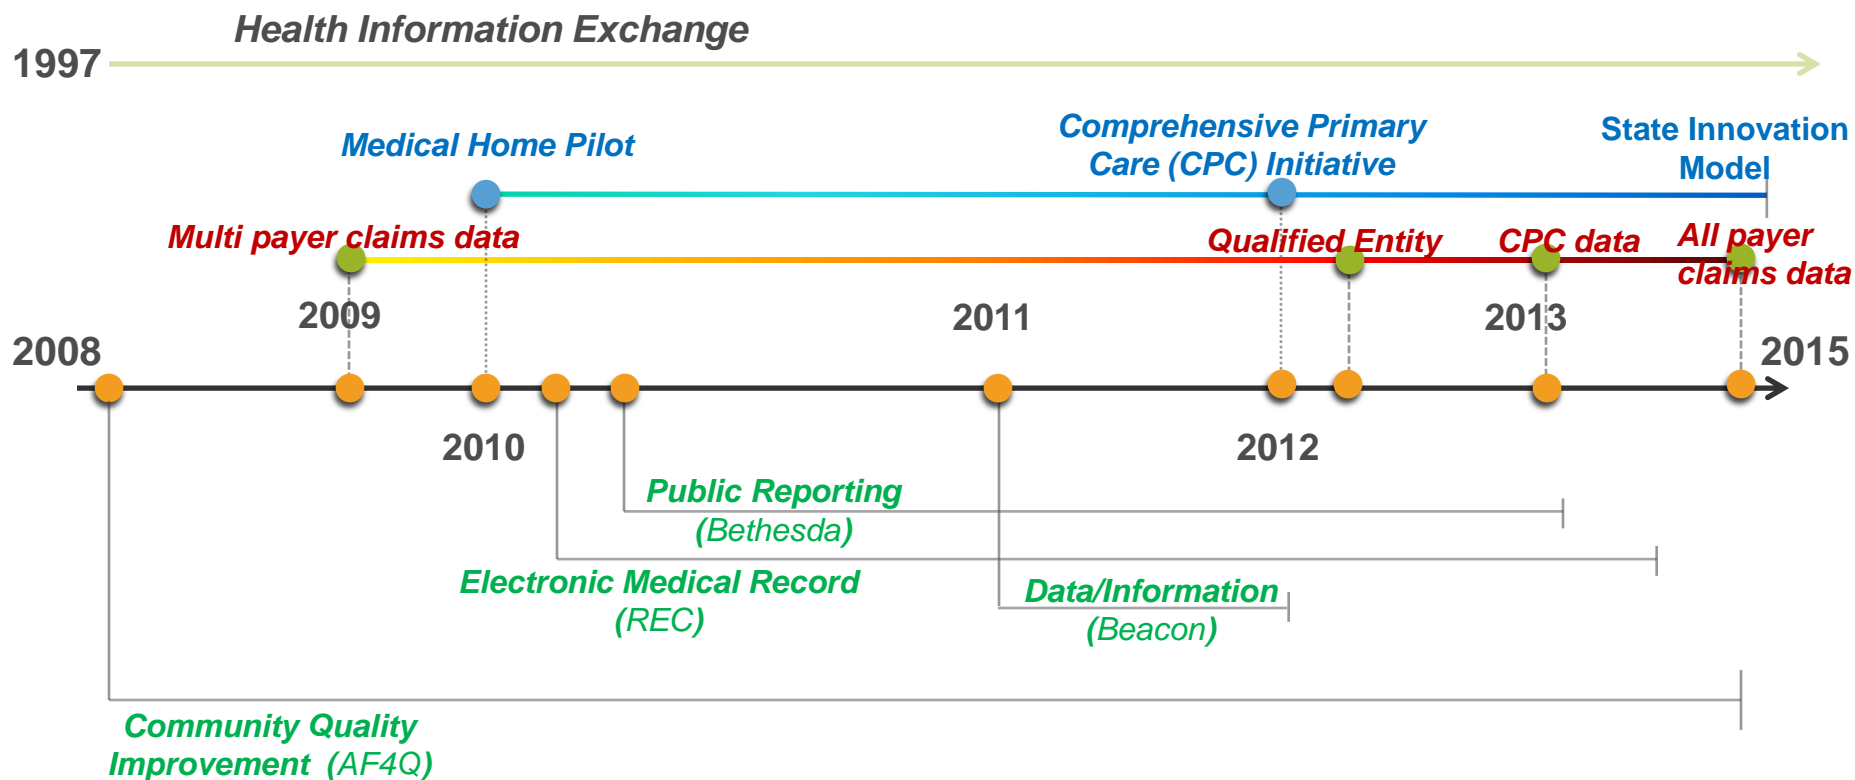 Health Information Exchange
1997
Medical Home Pilot
Comprehensive Primary
Care (CPC) Initiative
State Innovation
Model
Multi payer claims data
Qualified Entity
CPC data
All payer
claims data
2009
2011
2013
2008
2015
2010
2012
Public Reporting
(Bethesda)
Electronic Medical Record
(REC)
Data/Information
(Beacon)
Community Quality
Improvement (AF4Q)